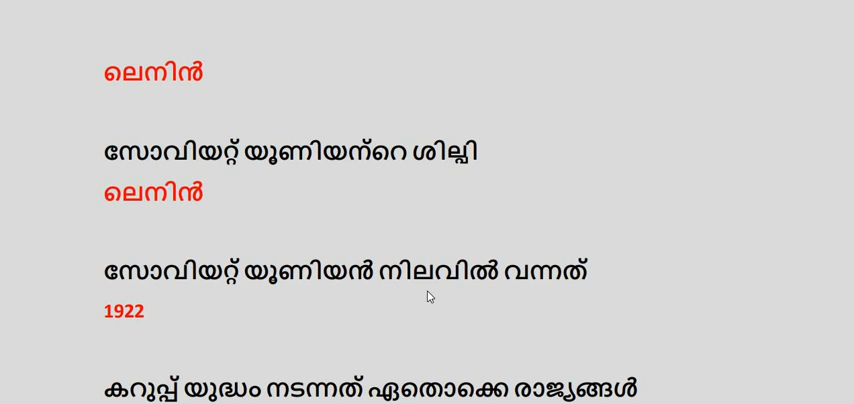 ലെനിൻ
സോവിയറ്റ് യൂണിയന്റെ ശില്പി
ലെനിൻ
സോവിയറ്റ് യൂണിയൻ നിലവിൽ വന്നത്
1922
കറുപ്പ് യുദ്ധം നടന്നത് ഏതൊക്കെ രാജ്യങ്ങൾ